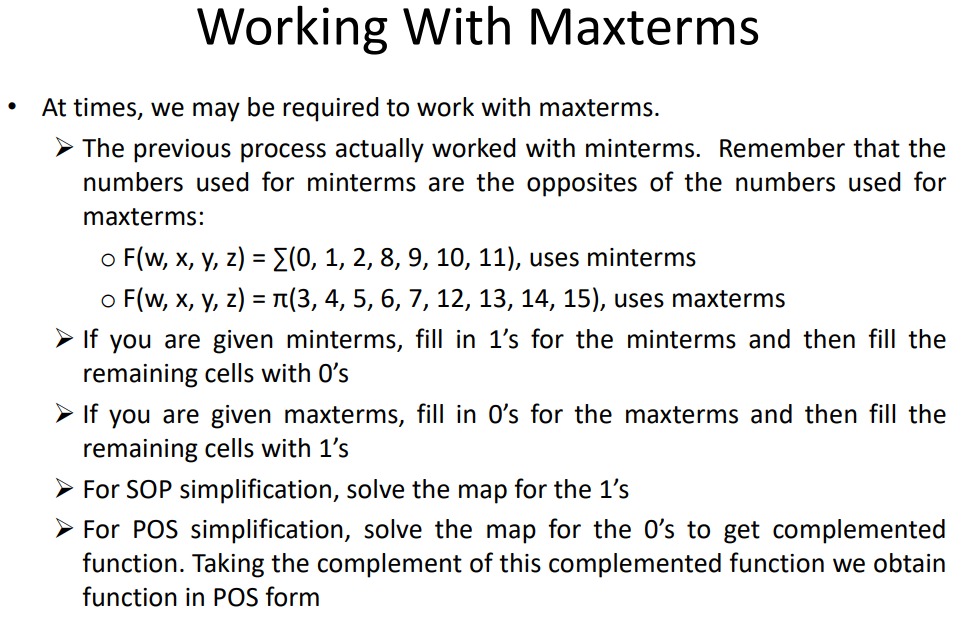 Working With Maxterms
• At times, we may be required to work with maxterms.
➢ The previous process actually worked with minterms. Remember that the
numbers used for minterms are the opposites of the numbers used for
maxterms:
o F(w, x, y, z) = ∑(0, 1, 2, 8, 9, 10, 11), uses minterms
o F(w, x, y, z) = π(3, 4, 5, 6, 7, 12, 13, 14, 15), uses maxterms
➢ If you are given minterms, fill in 1’s for the minterms and then fill the
remaining cells with 0’s
➢ If you are given maxterms, fill in 0’s for the maxterms and then fill the
remaining cells with 1’s
➢ For SOP simplification, solve the map for the 1’s
➢ For POS simplification, solve the map for the 0’s to get complemented
function. Taking the complement of this complemented function we obtain
function in POS form